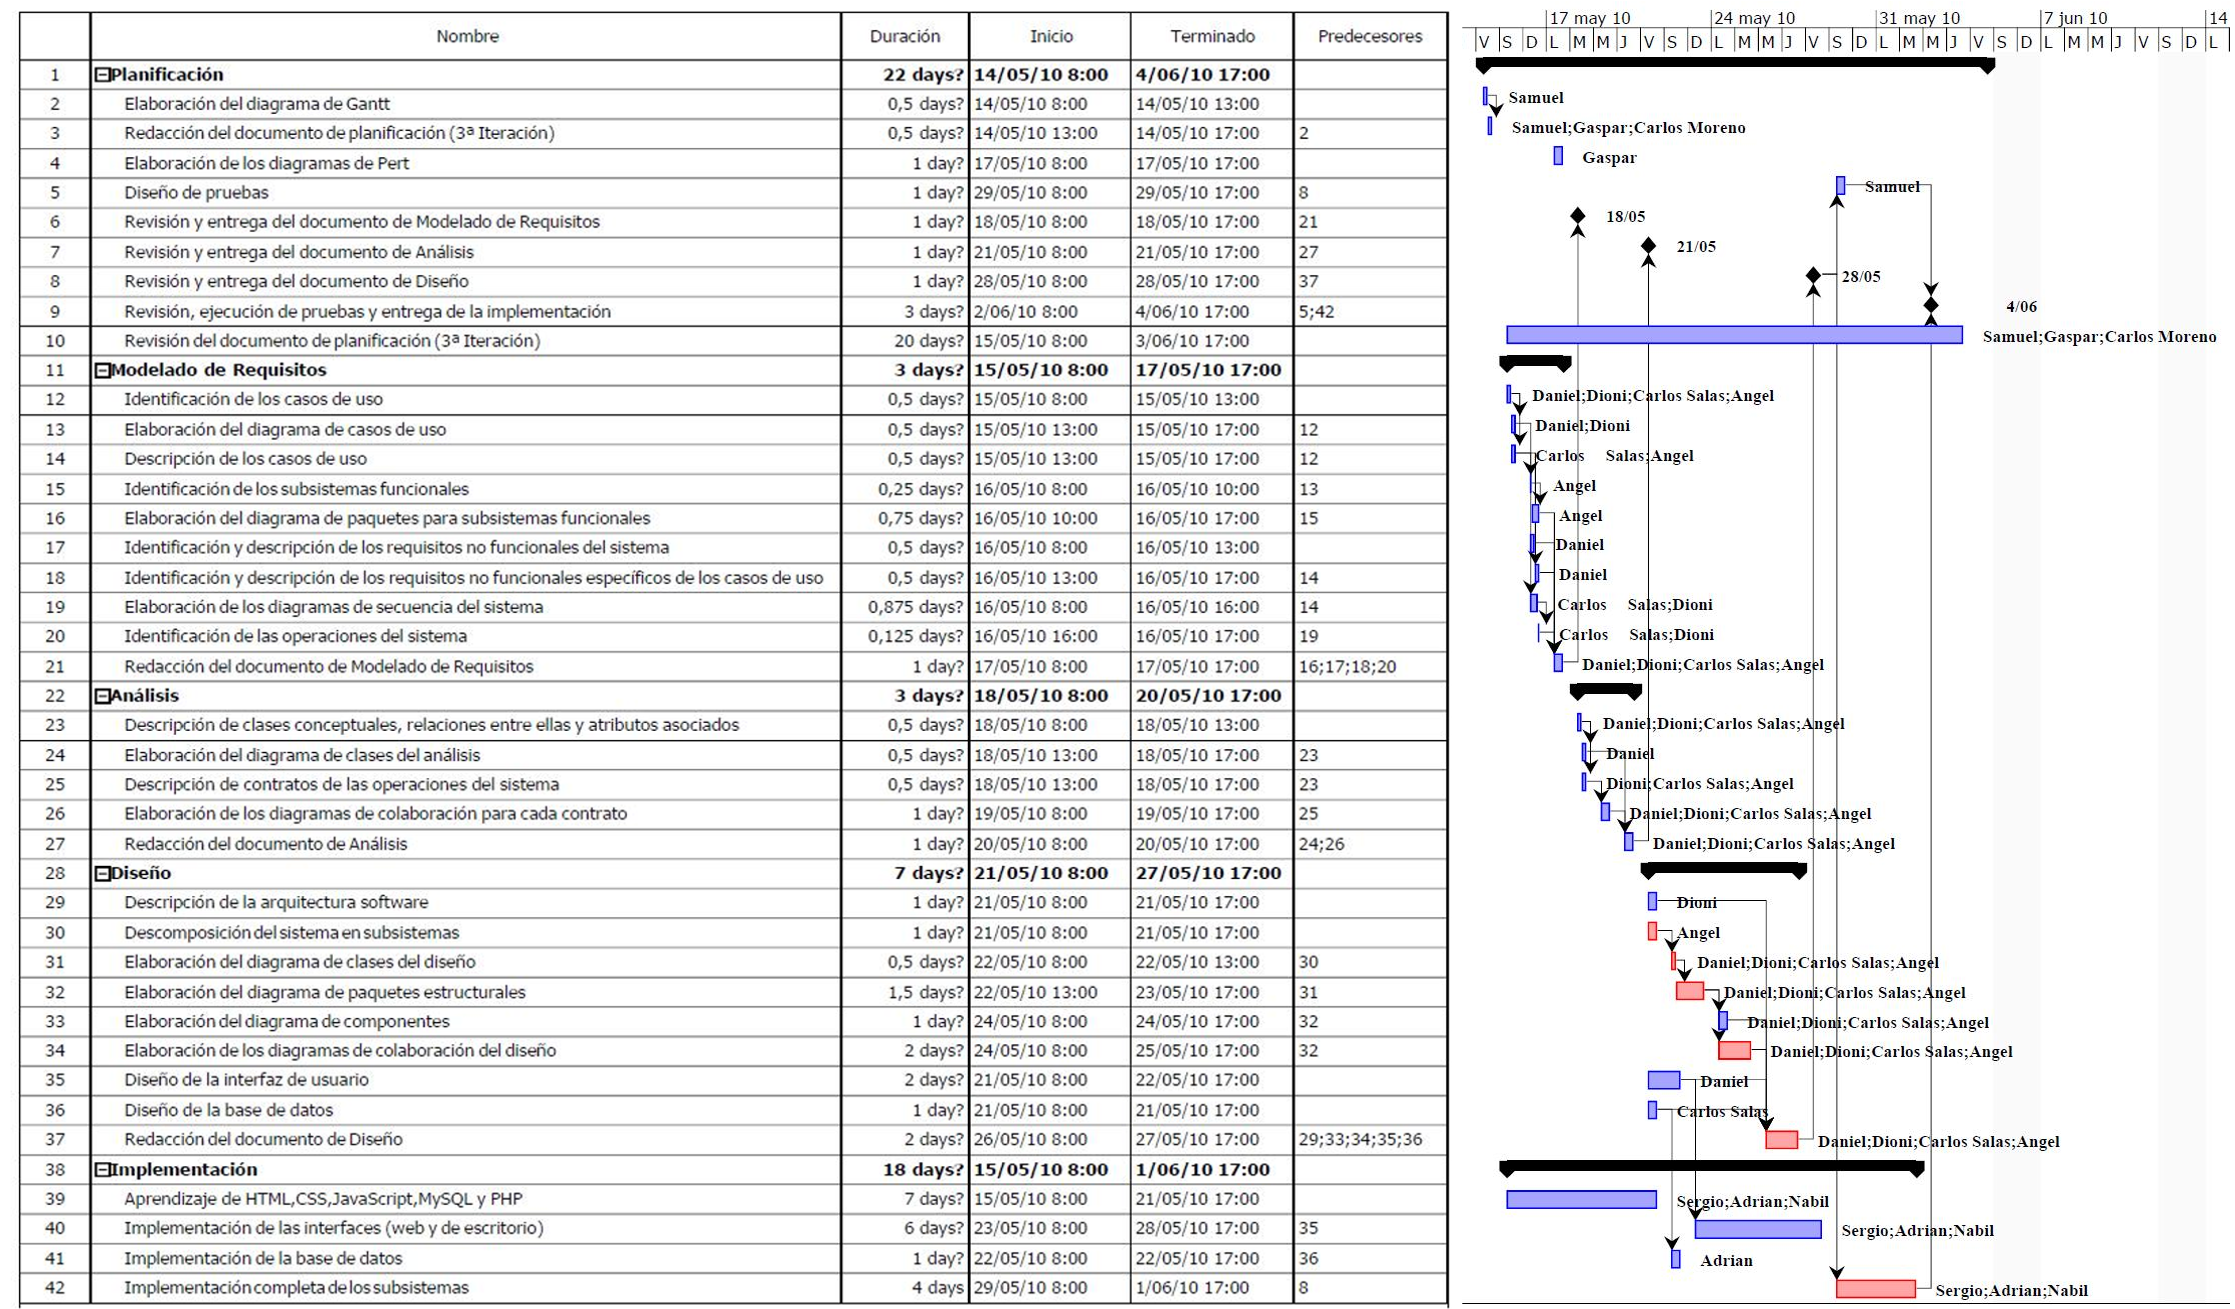 Nombre Duración Inicio Terminado Predecesores
17 may 10 24 may 10 31 may 10 7 jun 10 14
V S D L M M J V S D L M M J V S D L M M J V S D L M M J V S D L
1 Planificación 22 days? 14/05/10 8:00 4/06/10 17:00
2 Elaboración del diagrama de Gantt 0,5 days? 14/05/10 8:00 14/05/10 13:00 Samuel
3 Redacción del documento de planificación (3ª Iteración) 0,5 days? 14/05/10 13:00 14/05/10 17:00 2 Samuel;Gaspar;Carlos Moreno
4 Elaboración de los diagramas de Pert 1 day? 17/05/10 8:00 17/05/10 17:00 Gaspar
5 Diseño de pruebas 1 day? 29/05/10 8:00 29/05/10 17:00 8 Samuel
6 Revisión y entrega del documento de Modelado de Requisitos 1 day? 18/05/10 8:00 18/05/10 17:00 21 18/05
7 Revisión y entrega del documento de Análisis 1 day? 21/05/10 8:00 21/05/10 17:00 27 21/05
8 Revisión y entrega del documento de Diseño 1 day? 28/05/10 8:00 28/05/10 17:00 37 28/05
9 Revisión, ejecución de pruebas y entrega de la implementación 3 days? 2/06/10 8:00 4/06/10 17:00 5;42 4/06
10 Revisión del documento de planificación (3ª Iteración) 20 days? 15/05/10 8:00 3/06/10 17:00 Samuel;Gaspar;Carlos Moreno
11 Modelado de Requisitos 3 days? 15/05/10 8:00 17/05/10 17:00
12 Identificación de los casos de uso 0,5 days? 15/05/10 8:00 15/05/10 13:00 Daniel;Dioni;Carlos Salas;Angel
13 Elaboración del diagrama de casos de uso 0,5 days? 15/05/10 13:00 15/05/10 17:00 12 Daniel;Dioni
14 Descripción de los casos de uso 0,5 days? 15/05/10 13:00 15/05/10 17:00 12 Carlos Salas;Angel
15 Identificación de los subsistemas funcionales 0,25 days? 16/05/10 8:00 16/05/10 10:00 13 Angel
16 Elaboración del diagrama de paquetes para subsistemas funcionales 0,75 days? 16/05/10 10:00 16/05/10 17:00 15 Angel
17 Identificación y descripción de los requisitos no funcionales del sistema 0,5 days? 16/05/10 8:00 16/05/10 13:00 Daniel
18 Identificación y descripción de los requisitos no funcionales específicos de los casos de uso 0,5 days? 16/05/10 13:00 16/05/10 17:00 14 Daniel
19 Elaboración de los diagramas de secuencia del sistema 0,875 days? 16/05/10 8:00 16/05/10 16:00 14 Carlos Salas;Dioni
20 Identificación de las operaciones del sistema 0,125 days? 16/05/10 16:00 16/05/10 17:00 19 Carlos Salas;Dioni
21 Redacción del documento de Modelado de Requisitos 1 day? 17/05/10 8:00 17/05/10 17:00 16;17;18;20 Daniel;Dioni;Carlos Salas;Angel
22 Análisis 3 days? 18/05/10 8:00 20/05/10 17:00
23 Descripción de clases conceptuales, relaciones entre ellas y atributos asociados 0,5 days? 18/05/10 8:00 18/05/10 13:00 Daniel;Dioni;Carlos Salas;Angel
24 Elaboración del diagrama de clases del análisis 0,5 days? 18/05/10 13:00 18/05/10 17:00 23 Daniel
25 Descripción de contratos de las operaciones del sistema 0,5 days? 18/05/10 13:00 18/05/10 17:00 23 Dioni;Carlos Salas;Angel
26 Elaboración de los diagramas de colaboración para cada contrato 1 day? 19/05/10 8:00 19/05/10 17:00 25 Daniel;Dioni;Carlos Salas;Angel
27 Redacción del documento de Análisis 1 day? 20/05/10 8:00 20/05/10 17:00 24;26 Daniel;Dioni;Carlos Salas;Angel
28 Diseño 7 days? 21/05/10 8:00 27/05/10 17:00
29 Descripción de la arquitectura software 1 day? 21/05/10 8:00 21/05/10 17:00 Dioni
30 Descomposición del sistema en subsistemas 1 day? 21/05/10 8:00 21/05/10 17:00 Angel
31 Elaboración del diagrama de clases del diseño 0,5 days? 22/05/10 8:00 22/05/10 13:00 30 Daniel;Dioni;Carlos Salas;Angel
32 Elaboración del diagrama de paquetes estructurales 1,5 days? 22/05/10 13:00 23/05/10 17:00 31 Daniel;Dioni;Carlos Salas;Angel
33 Elaboración del diagrama de componentes 1 day? 24/05/10 8:00 24/05/10 17:00 32 Daniel;Dioni;Carlos Salas;Angel
34 Elaboración de los diagramas de colaboración del diseño 2 days? 24/05/10 8:00 25/05/10 17:00 32 Daniel;Dioni;Carlos Salas;Angel
35 Diseño de la interfaz de usuario 2 days? 21/05/10 8:00 22/05/10 17:00 Daniel
36 Diseño de la base de datos 1 day? 21/05/10 8:00 21/05/10 17:00 Carlos Salas
37 Redacción del documento de Diseño 2 days? 26/05/10 8:00 27/05/10 17:00 29;33;34;35;36 Daniel;Dioni;Carlos Salas;Angel
38 Implementación 18 days? 15/05/10 8:00 1/06/10 17:00
39 Aprendizaje de HTML,CSS,JavaScript,MySQL y PHP 7 days? 15/05/10 8:00 21/05/10 17:00 Sergio;Adrian;Nabil
40 Implementación de las interfaces (web y de escritorio) 6 days? 23/05/10 8:00 28/05/10 17:00 35 Sergio;Adrian;Nabil
41 Implementación de la base de datos 1 day? 22/05/10 8:00 22/05/10 17:00 36 Adrian
42 Implementación completa de los subsistemas 4 days 29/05/10 8:00 1/06/10 17:00 8 Sergio;Adrian;Nabil